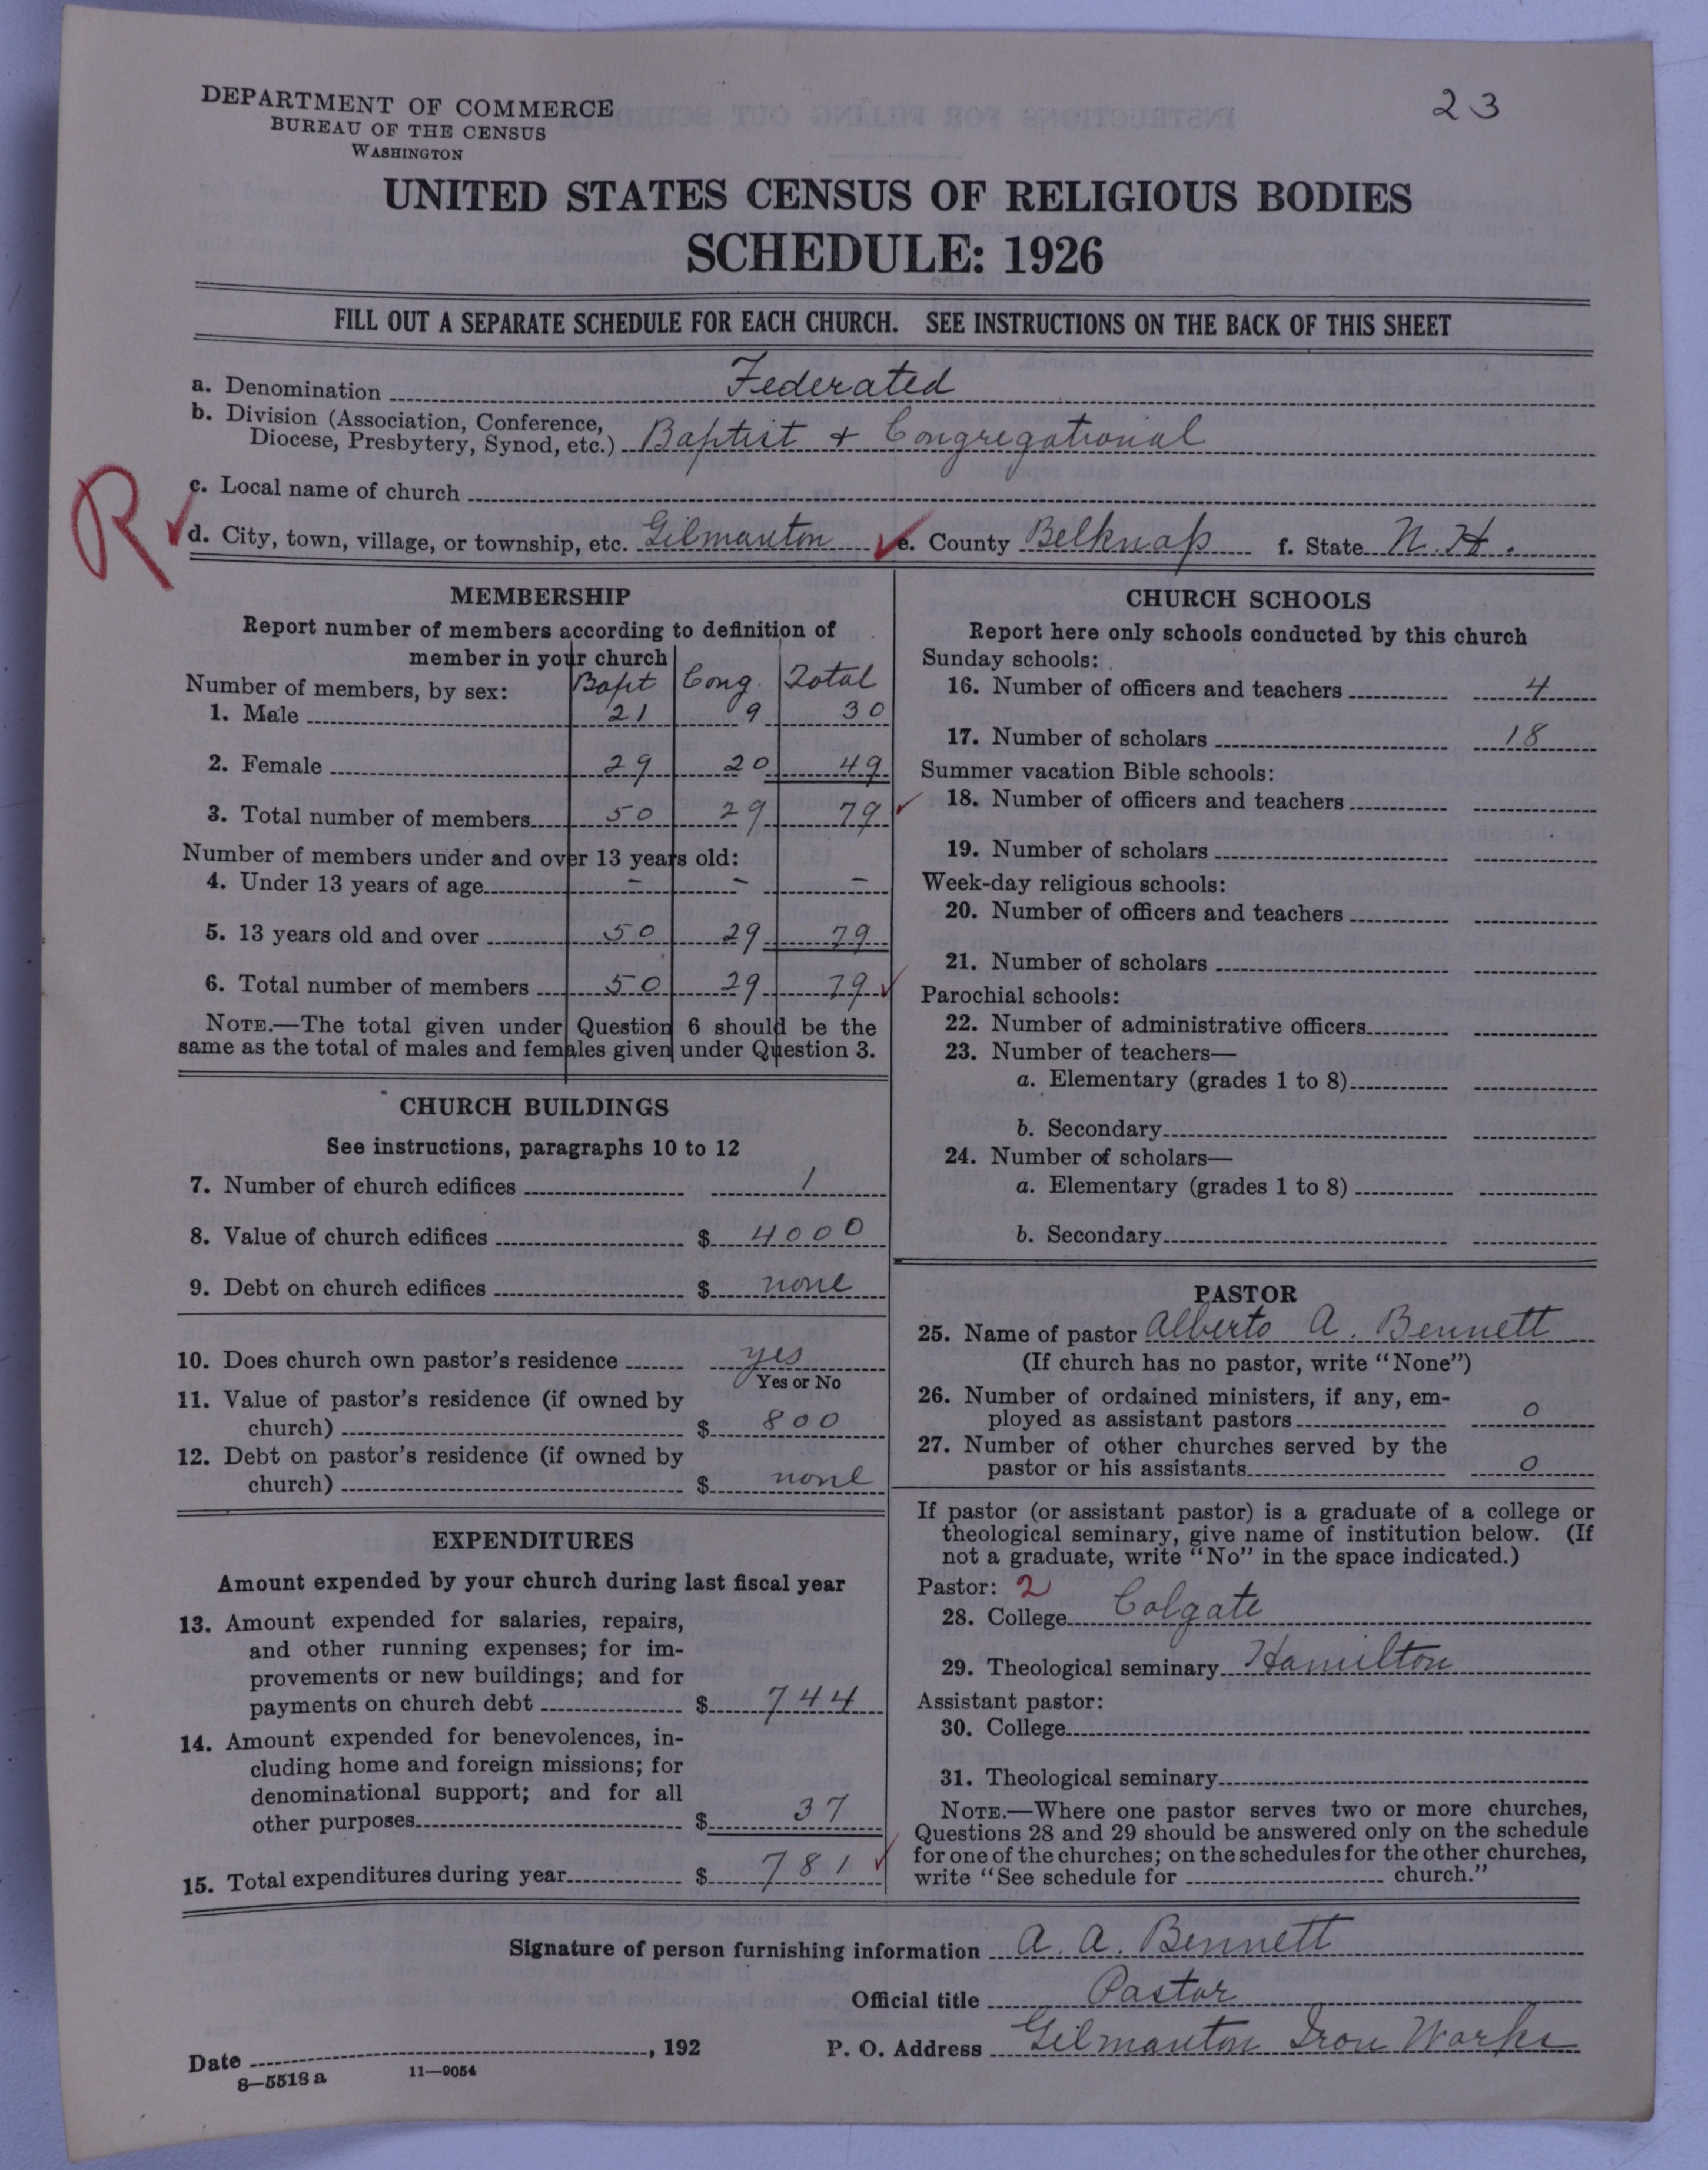 DEPARTMENT OF COMMERCE
BUREAU OF THE CENSUS
WASHINGTON
23
UNITED STATES CENSUS OF RELIGIOUS BODIES
SCHEDULE: 1926
FILL OUT A SEPARATE SCHEDULE FOR EACH CHURCH. SEE INSTRUCTIONS ON THE BACK OF THIS SHEET
a. Denomination Federated
b. Division (Association, Conference,
Diocese, Presbytery, Synod, etc.) Baptist + Congregational
R
c. Local name of church
d. City, town, village, or township, etc. Gilmanton e. County Belknap f. State N. H.
MEMBERSHIP
Report number of members according to definition of
member in your church
Number of members, by sex: Bapt Cong. Total
1. Male 21 9 30
2. Female 29 20 49
3. Total number of members 50 29 79
Number of members under and over 13 years old:
4. Under 13 years of age - - -
5. 13 years old and over 50 29 79
6. Total number of members 50 29 79
NOTE.—The total given under Question 6 should be the
same as the total of males and females given under Question 3.
CHURCH BUILDINGS
See instructions, paragraphs 10 to 12
7. Number of church edifices 1
8. Value of church edifices $ 4000
9. Debt on church edifices $ none
10. Does church own pastor's residence yes
Yes or No
11. Value of pastor's residence (if owned by
church) $ 800
12. Debt on pastor's residence (if owned by
church) $ none
EXPENDITURES
Amount expended by your church during last fiscal year
13. Amount expended for salaries, repairs,
and other running expenses; for im-
provements or new buildings; and for
payments on church debt $ 744
14. Amount expended for benevolences, in-
cluding home and foreign missions; for
denominational support; and for all
other purposes $ 37
15. Total expenditures during year $ 781
CHURCH SCHOOLS
Report here only schools conducted by this church
Sunday schools:
16. Number of officers and teachers 4
17. Number of scholars 18
Summer vacation Bible schools:
18. Number of officers and teachers
19. Number of scholars
Week-day religious schools:
20. Number of officers and teachers
21. Number of scholars
Parochial schools:
22. Number of administrative officers
23. Number of teachers—
a. Elementary (grades 1 to 8)
b. Secondary
24. Number of scholars—
a. Elementary (grades 1 to 8)
b. Secondary
PASTOR
25. Name of pastor Alberto A. Bennett
(If church has no pastor, write "None")
26. Number of ordained ministers, if any, em-
ployed as assistant pastors 0
27. Number of other churches served by the
pastor or his assistants 0
If pastor (or assistant pastor) is a graduate of a college or
theological seminary, give name of institution below. (If
not a graduate, write "No" in the space indicated.)
Pastor: 2
28. College Colgate
29. Theological seminary Hamilton
Assistant pastor:
30. College
31. Theological seminary
NOTE.—Where one pastor serves two or more churches,
Questions 28 and 29 should be answered only on the schedule
for one of the churches; on the schedules for the other churches,
write "See schedule for church."
Signature of person furnishing information A. A. Bennett
Official title Pastor
Date , 192 P. O. Address Gilmanton Iron Works
8—5518 a 11—9054